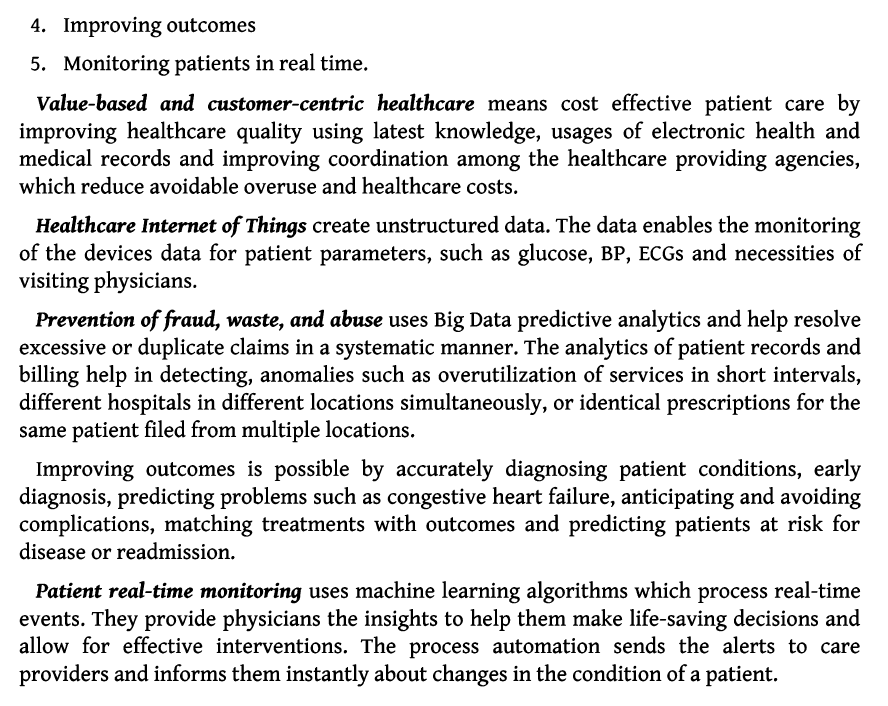 4. Improving outcomes
5. Monitoring patients in real time.
Value-based and customer-centric healthcare means cost effective patient care by
improving healthcare quality using latest knowledge, usages of electronic health and
medical records and improving coordination among the healthcare providing agencies,
which reduce avoidable overuse and healthcare costs.
Healthcare Internet of Things create unstructured data. The data enables the monitoring
of the devices data for patient parameters, such as glucose, BP, ECGs and necessities of
visiting physicians.
Prevention of fraud, waste, and abuse uses Big Data predictive analytics and help resolve
excessive or duplicate claims in a systematic manner. The analytics of patient records and
billing help in detecting, anomalies such as overutilization of services in short intervals,
different hospitals in different locations simultaneously, or identical prescriptions for the
same patient filed from multiple locations.
Improving outcomes is possible by accurately diagnosing patient conditions, early
diagnosis, predicting problems such as congestive heart failure, anticipating and avoiding
complications, matching treatments with outcomes and predicting patients at risk for
disease or readmission.
Patient real-time monitoring uses machine learning algorithms which process real-time
events. They provide physicians the insights to help them make life-saving decisions and
allow for effective interventions. The process automation sends the alerts to care
providers and informs them instantly about changes in the condition of a patient.